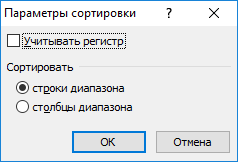 Параметры сортировки ? ×
Учитывать регистр
Сортировать
строки диапазона
столбцы диапазона
ОК Отмена